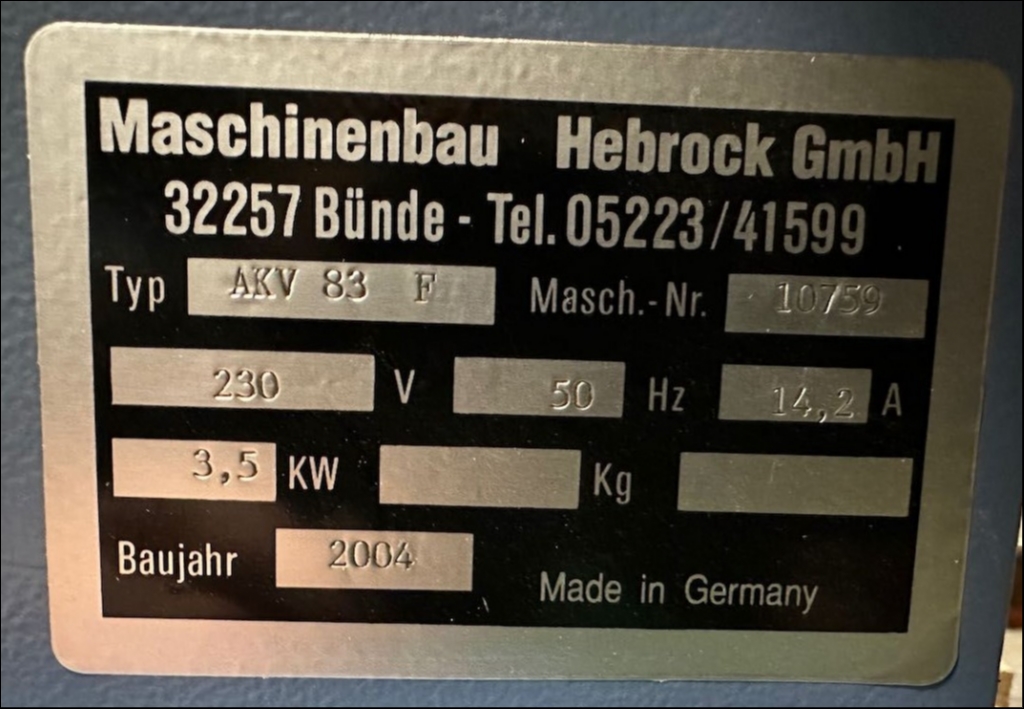 Maschinenbau Hebrock GmbH
32257 Bünde - Tel. 05223/41599
Typ AKV 83 F Masch.-Nr. 10759
230 V 50 Hz 14,2 A
3,5 KW Kg
Baujahr 2004 Made in Germany